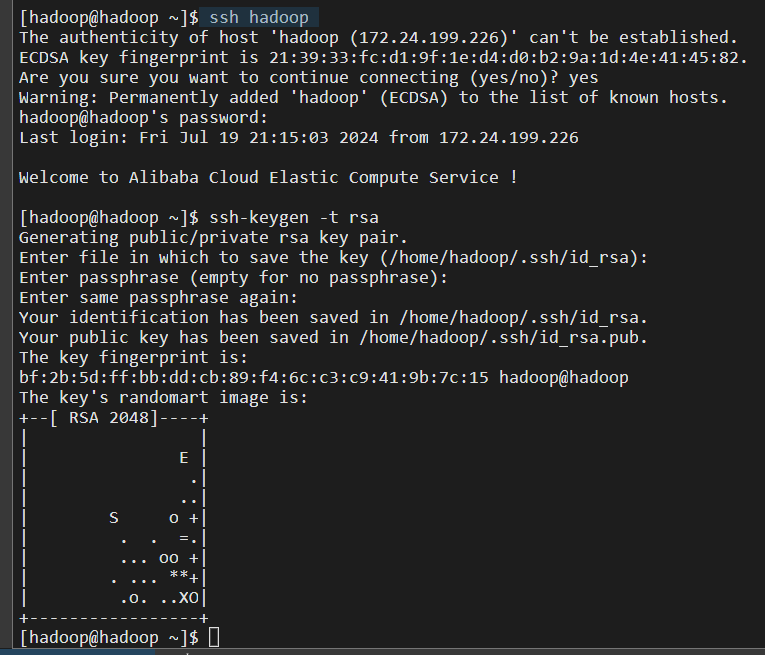 [hadoop@hadoop ~]$ ssh hadoop
The authenticity of host 'hadoop (172.24.199.226)' can't be established.
ECDSA key fingerprint is 21:39:33:fc:d1:9f:1e:d4:d0:b2:9a:1d:4e:41:45:82.
Are you sure you want to continue connecting (yes/no)? yes
Warning: Permanently added 'hadoop' (ECDSA) to the list of known hosts.
hadoop@hadoop's password:
Last login: Fri Jul 19 21:15:03 2024 from 172.24.199.226

Welcome to Alibaba Cloud Elastic Compute Service !

[hadoop@hadoop ~]$ ssh-keygen -t rsa
Generating public/private rsa key pair.
Enter file in which to save the key (/home/hadoop/.ssh/id_rsa):
Enter passphrase (empty for no passphrase):
Enter same passphrase again:
Your identification has been saved in /home/hadoop/.ssh/id_rsa.
Your public key has been saved in /home/hadoop/.ssh/id_rsa.pub.
The key fingerprint is:
bf:2b:5d:ff:bb:dd:cb:89:f4:6c:c3:c9:41:9b:7c:15 hadoop@hadoop
The key's randomart image is:
+--[ RSA 2048]----+
|                 |
|               E |
|                .|
|               ..|
|        S     o +|
|         .  .  =.|
|         ... oo +|
|        . ... **+|
|         .o. ..XO|
+-----------------+
[hadoop@hadoop ~]$